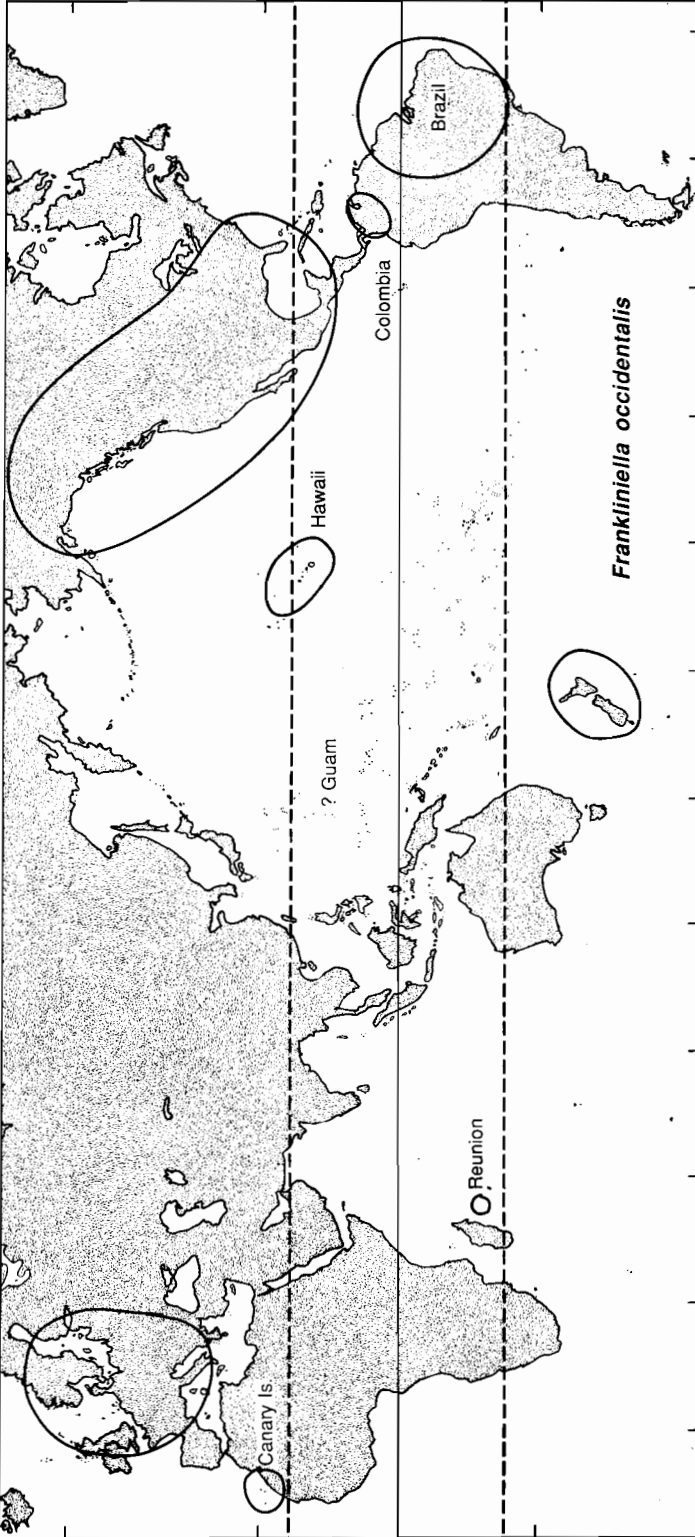 Canary Is
Reunion
? Guam
Hawaii
Colombia
Brazil
Frankliniella occidentalis